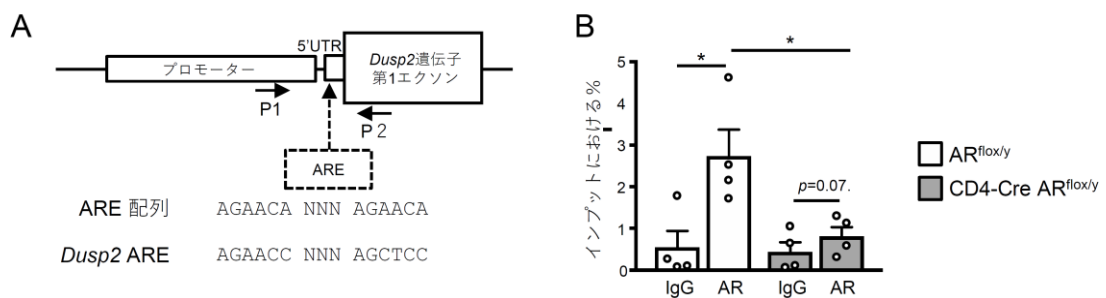 A
5'UTR
プロモーター
Dusp2遺伝子
第1エクソン
P1
P 2
ARE
ARE 配列 AGAACA NNN AGAACA
Dusp2 ARE AGAACC NNN AGCTCC
B
インプットにおける%
5
4
3
2
1
0
*
*
p=0.07.
IgG AR IgG AR
ARflox/y
CD4-Cre ARflox/y